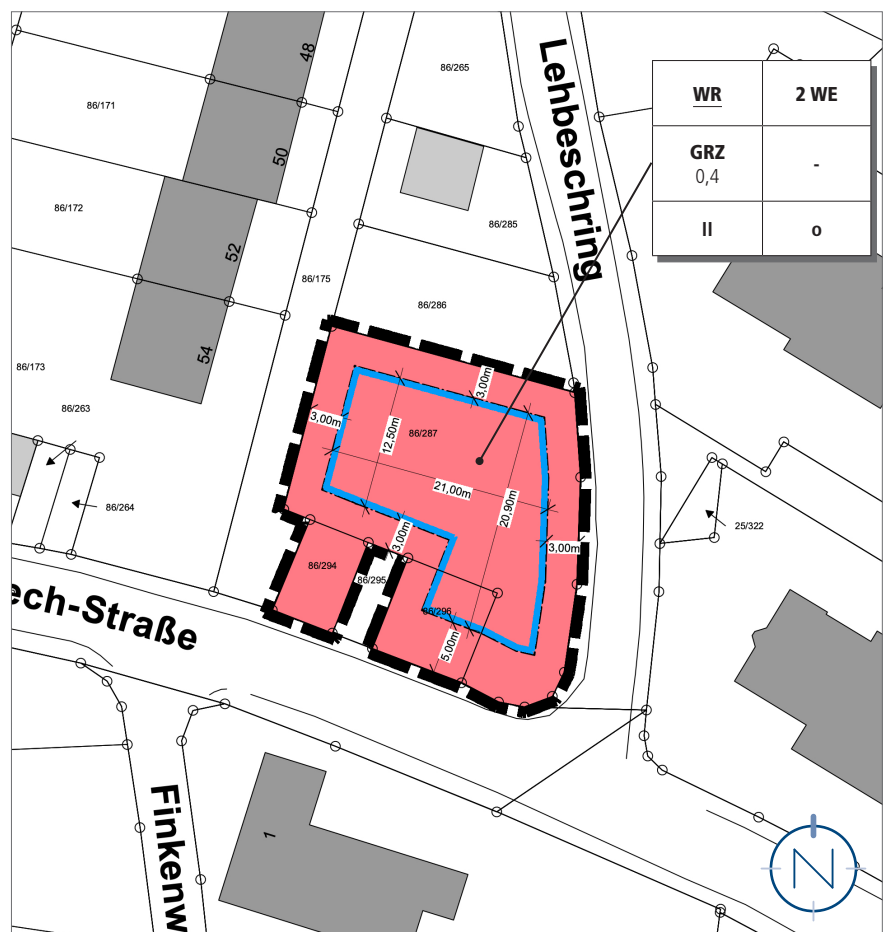 48
86/265
Lehbeschring
WR
2 WE
86/171
50
GRZ
0,4
-
86/172
86/285
II
o
52
86/175
86/286
54
86/173
3,00m
86/263
3,00m
12,50m
86/287
21,00m
20,90m
86/264
3,00m
3,00m
25/322
86/294
86/295
86/296
ech-Straße
5,00m
Finkenw
1
N